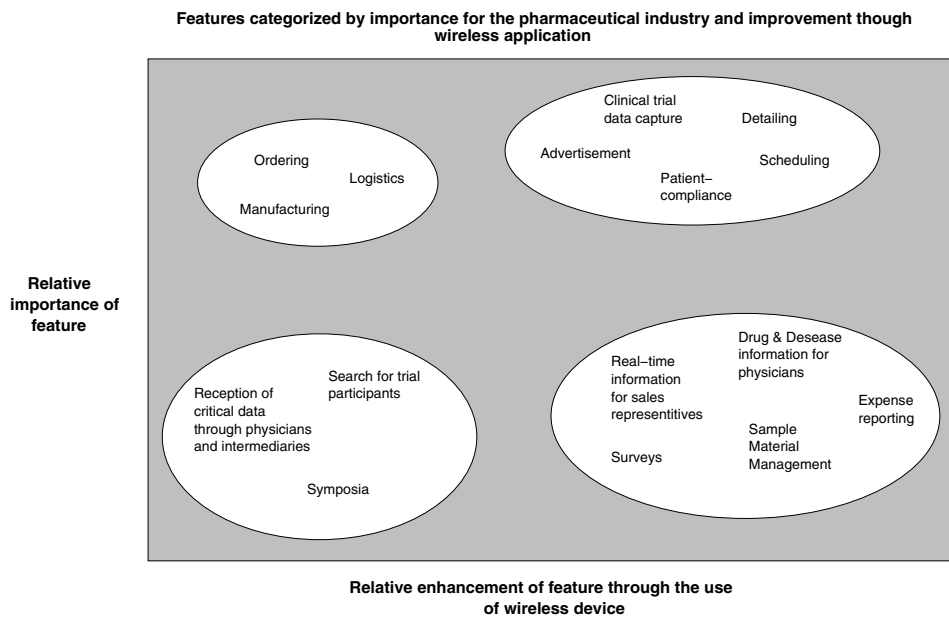 Features categorized by importance for the pharmaceutical industry and improvement though
wireless application
Ordering
Logistics
Manufacturing
Clinical trial
data capture
Detailing
Advertisement
Scheduling
Patient−
compliance
Relative
importance of
feature
Reception of
critical data
through physicians
and intermediaries
Search for trial
participants
Symposia
Real−time
information
for sales
representitives
Drug & Desease
information for
physicians
Expense
reporting
Sample
Material
Management
Surveys
Relative enhancement of feature through the use
of wireless device